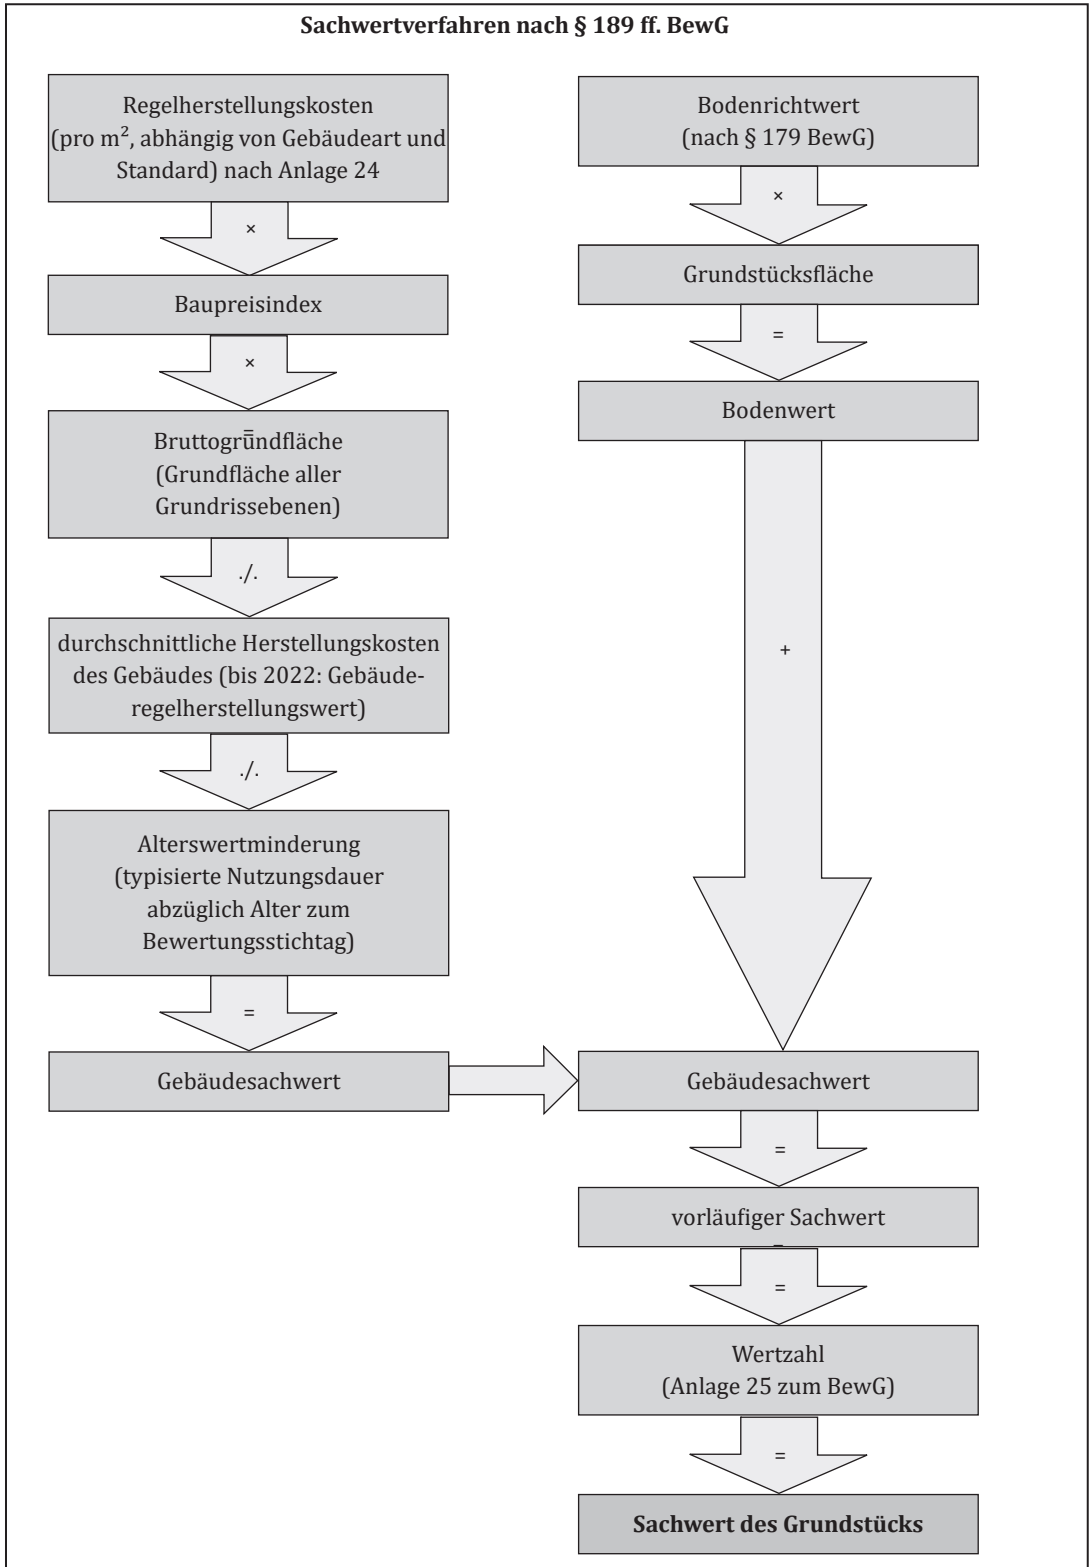 Sachwertverfahren nach § 189 ff. BewG
Regelherstellungskosten
(pro m², abhängig von Gebäudeart und
Standard) nach Anlage 24
×
Baupreisindex
×
=
Bruttogrundfläche
(Grundfläche aller
Grundrissebenen)
./.
durchschnittliche Herstellungskosten
des Gebäudes (bis 2022: Gebäude-
regelherstellungswert)
./.
Alterswertminderung
(typisierte Nutzungsdauer
abzüglich Alter zum
Bewertungsstichtag)
=
Gebäudesachwert
Bodenrichtwert
(nach § 179 BewG)
×
Grundstücksfläche
=
Bodenwert
+
Gebäudesachwert
=
vorläufiger Sachwert
=
Wertzahl
(Anlage 25 zum BewG)
=
Sachwert des Grundstücks